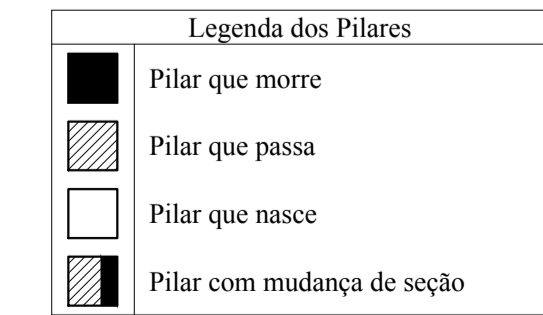 Legenda dos Pilares
Pilar que morre
Pilar que passa
Pilar que nasce
Pilar com mudança de seção